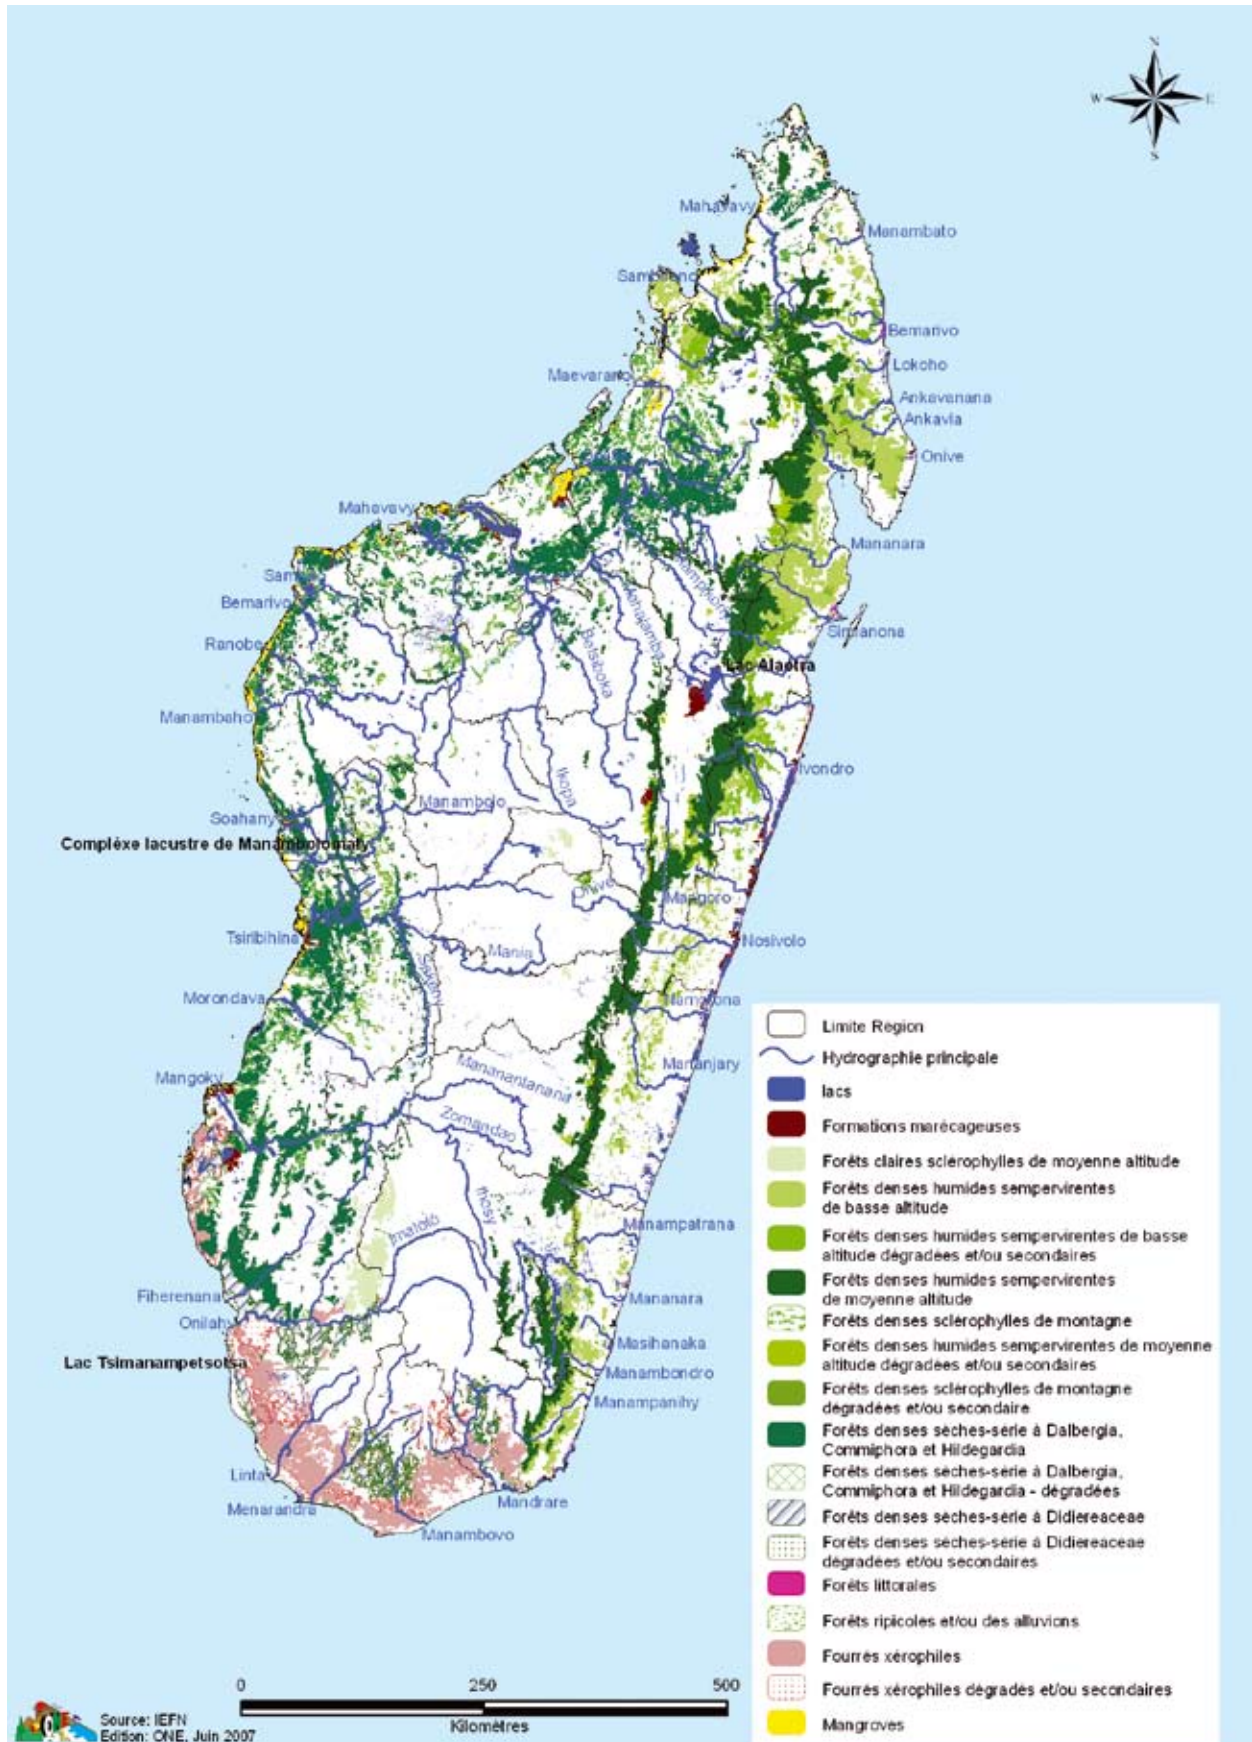 N
W E
S
Mahavavy
Manambato
Sambirano
Bemarivo
Lokoho
Maevarano
Ankavanana
Ankavia
Onive
Mahavavy
Mananara
Bemarivo
Simianona
Ranobe
Betsiboka
Lac Alaotra
Manambaho
Ivondro
Ikopa
Manambolo
Soahany
Compléxe lacustre de Manambolomaty
Onive
Mangoro
Tsiribihina
Nosivolo
Mania
Sakeny
Morondava
Namorona
Mananjary
Mangoky
Mananantanana
Zomandao
Ihosy
Manampatrana
Imaloló
Fiherenana
Mananara
Onilahy
Masihanaka
Lac Tsimanampetsotsa
Manambondro
Manampanihy
Linta
Menarandra
Mandrare
Manambovo
Limite Région
Hydrographie principale
lacs
Formations marécageuses
Forêts claires sclérophylles de moyenne altitude
Forêts denses humides sempervirentes
de basse altitude
Forêts denses humides sempervirentes de basse
altitude dégradées et/ou secondaires
Forêts denses humides sempervirentes
de moyenne altitude
Forêts denses sclérophylles de montagne
Forêts denses humides sempervirentes de moyenne
altitude dégradées et/ou secondaires
Forêts denses sclérophylles de montagne
dégradées et/ou secondaire
Forêts denses sèches-série à Dalbergia,
Commiphora et Hildegardia
Forêts denses sèches-série à Dalbergia,
Commiphora et Hildegardia - dégradées
Forêts denses sèches-série à Didiereaceae
Forêts denses sèches-série à Didiereaceae
dégradées et/ou secondaires
Forêts littorales
Forêts ripicoles et/ou des alluvions
Fourrés xérophiles
Fourrés xérophiles dégradés et/ou secondaires
Mangroves
0 250 500
Kilomètres
Source: IEFN
Edition: ONE, Juin 2007